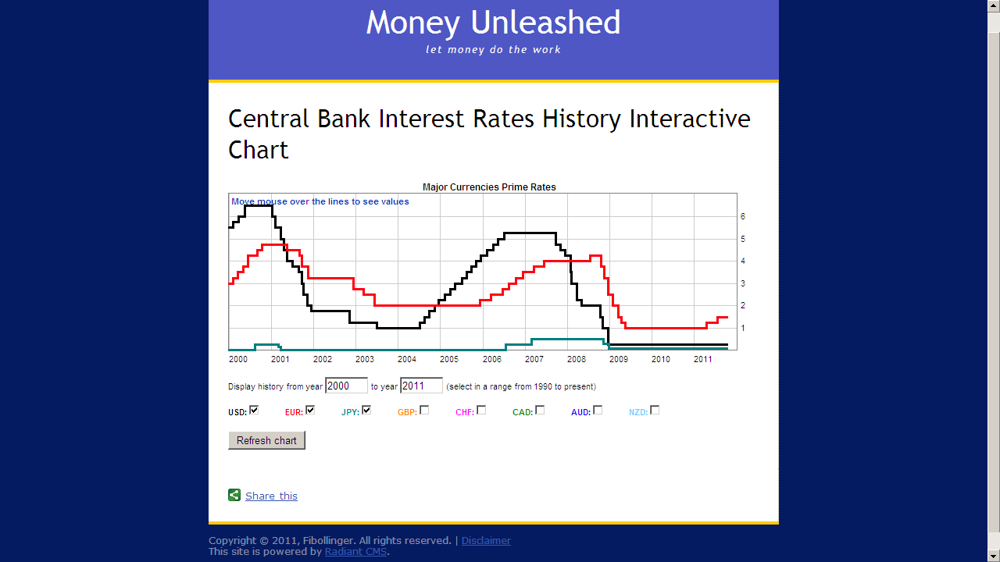 Money Unleashed
let money do the work
Central Bank Interest Rates History Interactive
Chart
Major Currencies Prime Rates
Move mouse over the lines to see values
6
5
4
3
2
1
2000 2001 2002 2003 2004 2005 2006 2007 2008 2009 2010 2011
Display history from year 2000 to year 2011 (select in a range from 1990 to present)
USD: EUR: JPY: GBP: CHF: CAD: AUD: NZD:
Refresh chart
Share this
Copyright © 2011, Fibollinger. All rights reserved. | Disclaimer
This site is powered by Radiant CMS.